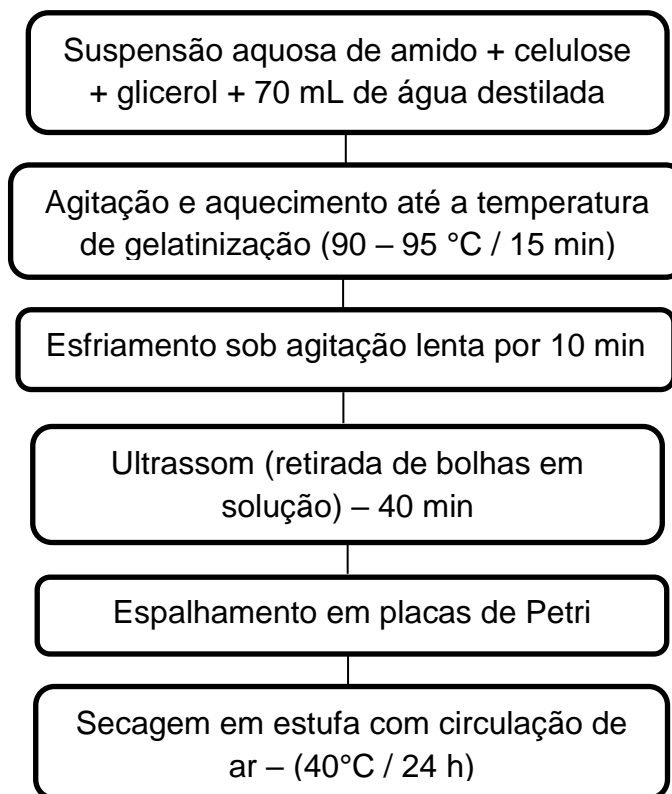 Suspensão aquosa de amido + celulose
+ glicerol + 70 mL de água destilada
Agitação e aquecimento até a temperatura
de gelatinização (90 – 95 °C / 15 min)
Esfriamento sob agitação lenta por 10 min
Ultrassom (retirada de bolhas em
solução) – 40 min
Espalhamento em placas de Petri
Secagem em estufa com circulação de
ar – (40°C / 24 h)